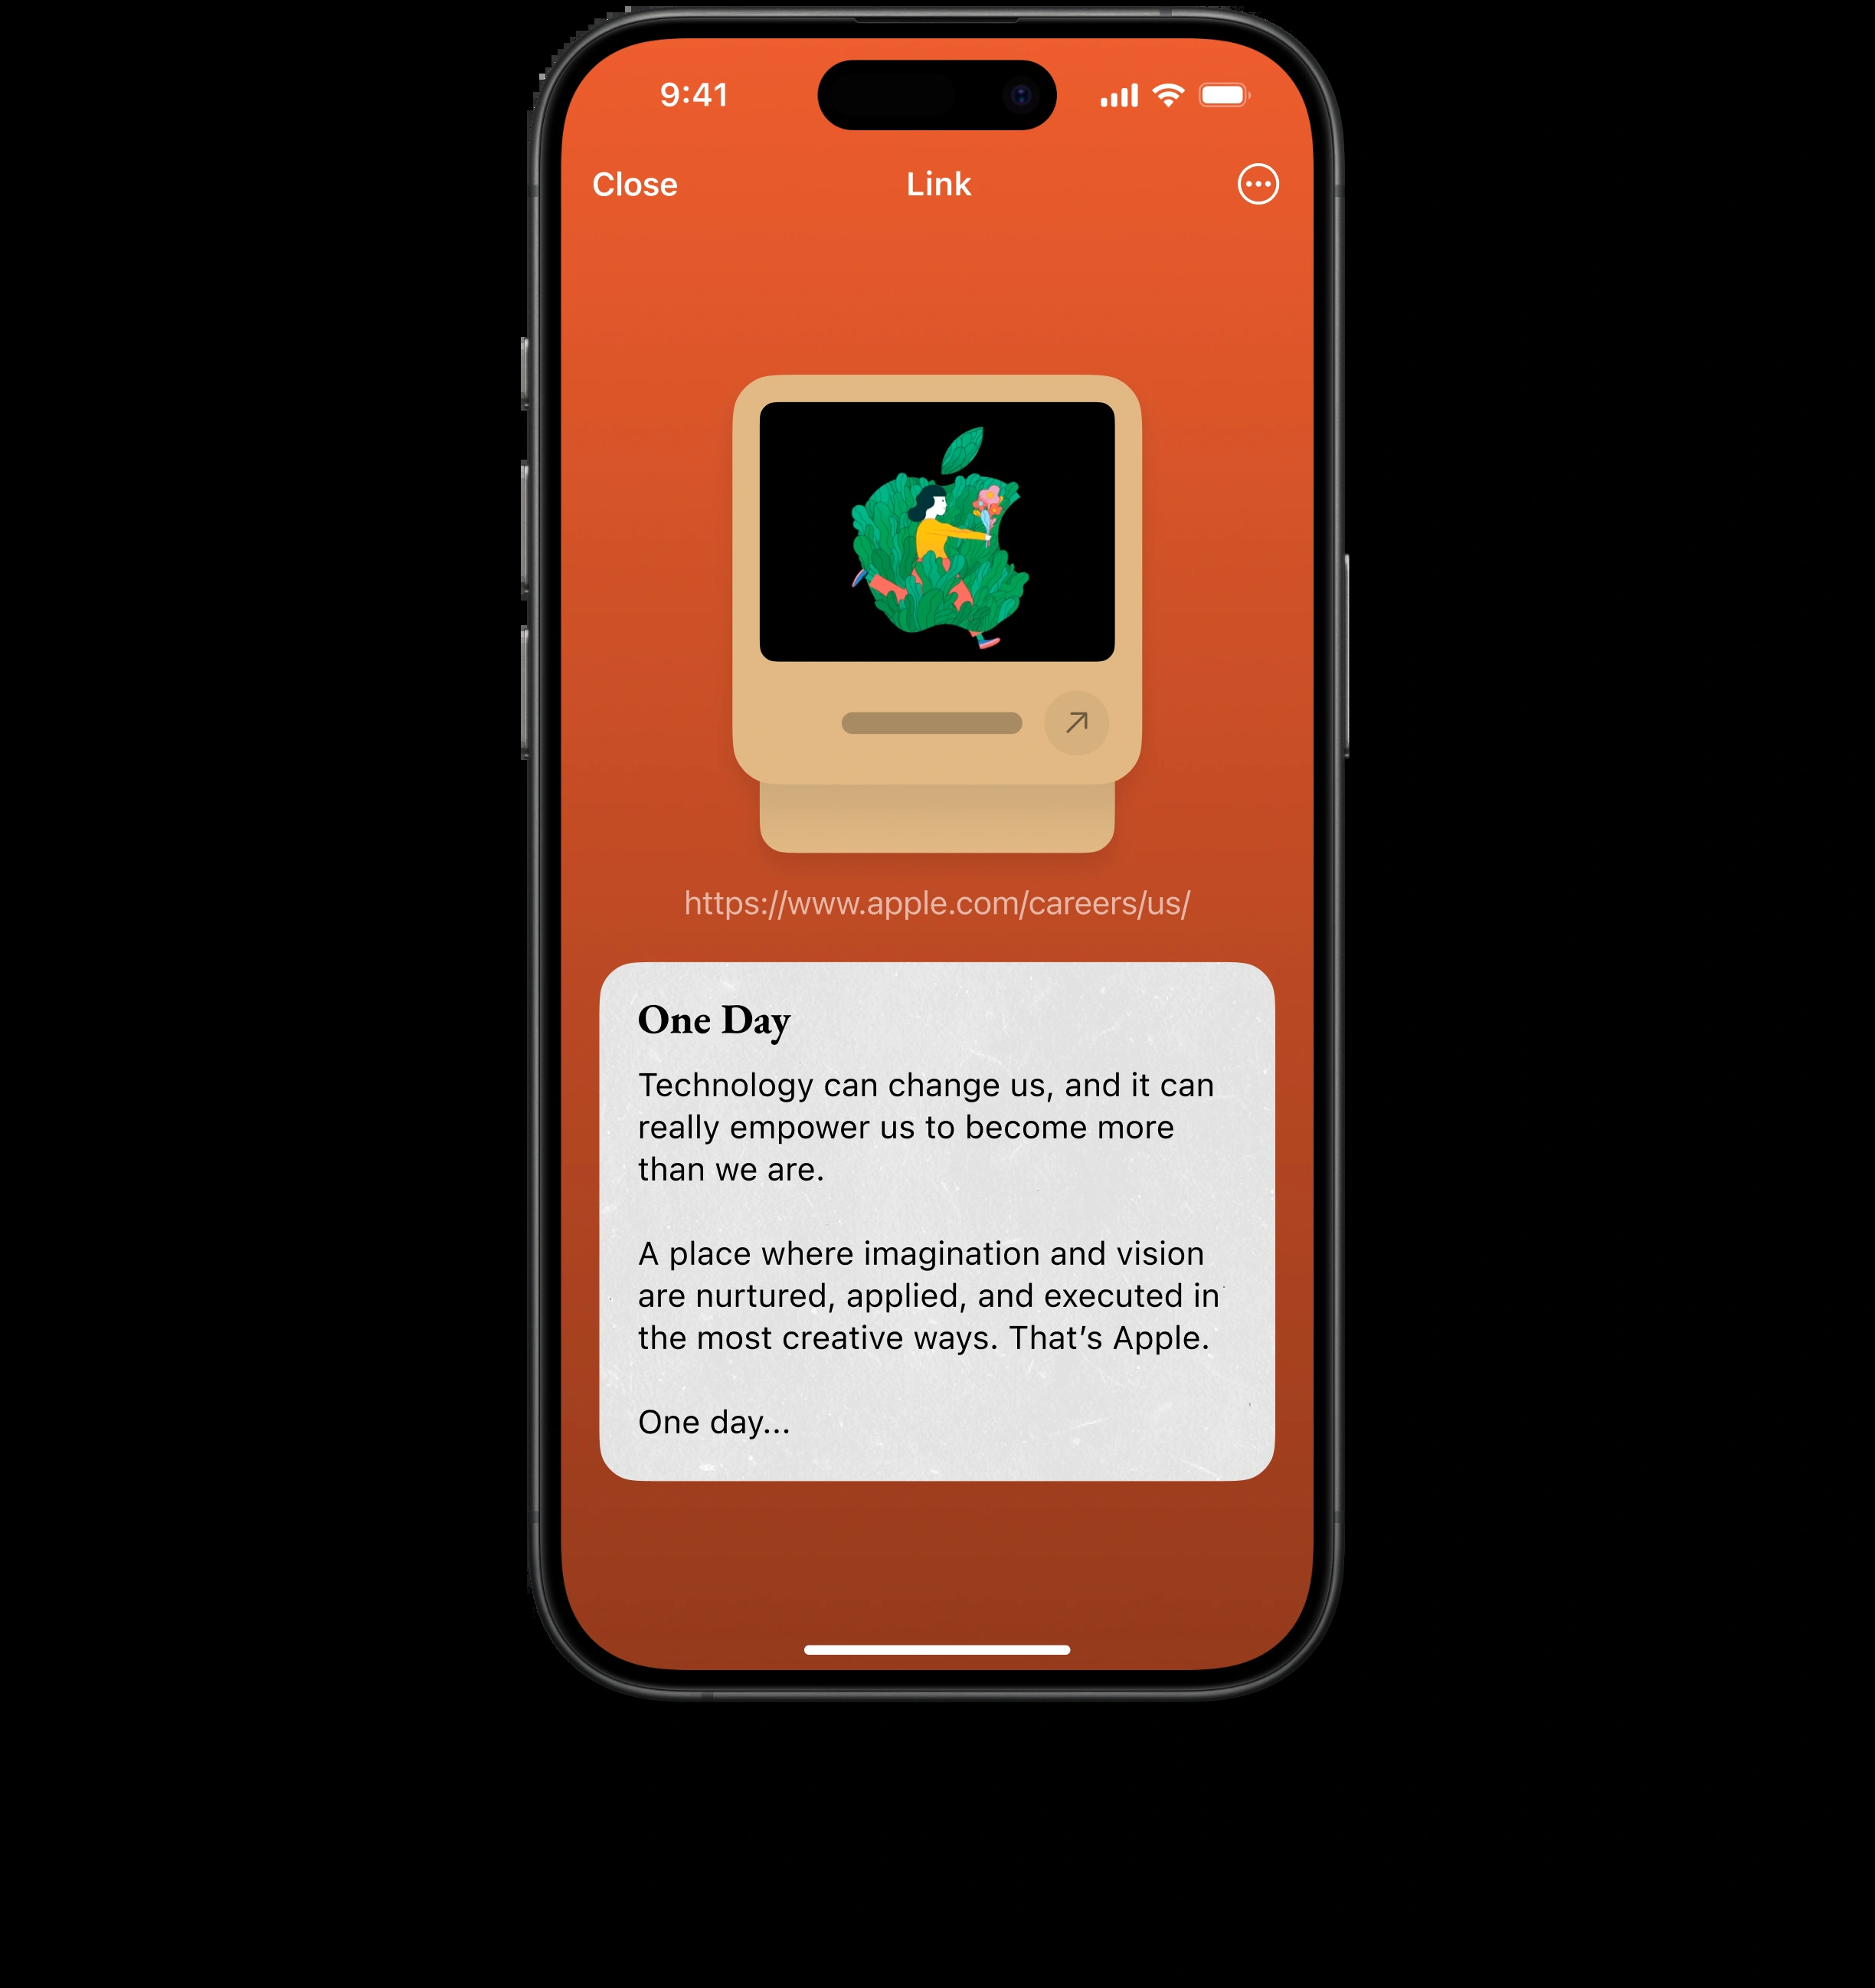 9:41
Close
Link
https://www.apple.com/careers/us/
One Day
Technology can change us, and it can
really empower us to become more
than we are.
A place where imagination and vision
are nurtured, applied, and executed in
the most creative ways. That’s Apple.
One day...